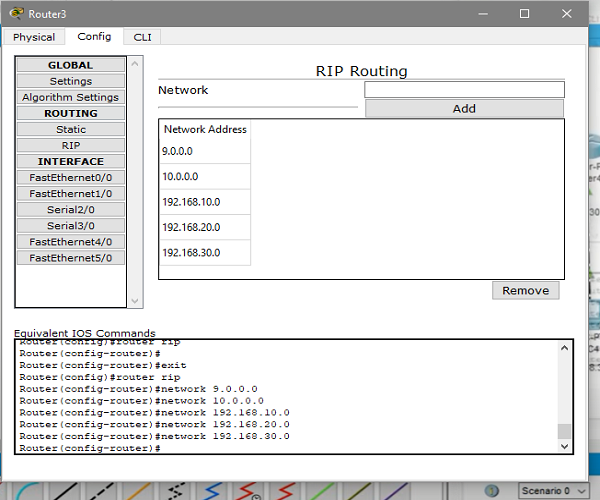 Router3
Physical Config CLI
GLOBAL
Settings
Algorithm Settings
ROUTING
Static
RIP
INTERFACE
FastEthernet0/0
FastEthernet1/0
Serial2/0
Serial3/0
FastEthernet4/0
FastEthernet5/0
RIP Routing
Network
Add
Network Address
9.0.0.0
10.0.0.0
192.168.10.0
192.168.20.0
192.168.30.0
Remove
Equivalent IOS Commands
Router(config)#router rip
Router(config-router)#
Router(config-router)#exit
Router(config)#router rip
Router(config-router)#network 9.0.0.0
Router(config-router)#network 10.0.0.0
Router(config-router)#network 192.168.10.0
Router(config-router)#network 192.168.20.0
Router(config-router)#network 192.168.30.0
Router(config-router)#
Scenario 0